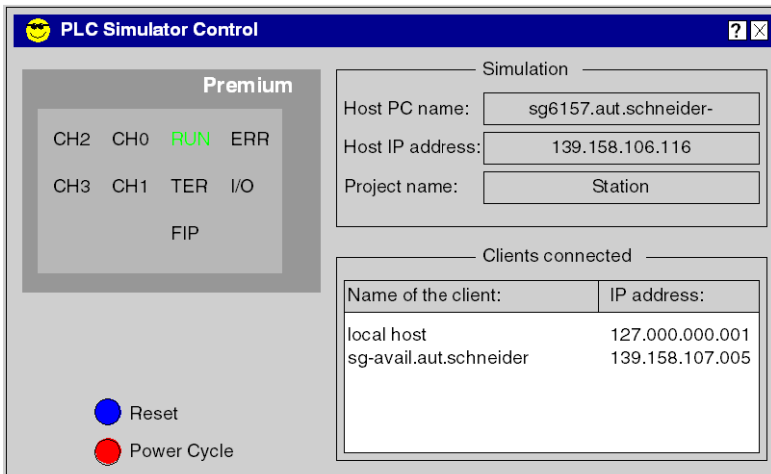 PLC Simulator Control
?
Premium
CH2 CH0 RUN ERR
CH3 CH1 TER I/O
FIP
Reset
Power Cycle
Simulation
Host PC name: sg6157.aut.schneider-
Host IP address: 139.158.106.116
Project name: Station
Clients connected
Name of the client: IP address:
local host 127.000.000.001
sg-avail.aut.schneider 139.158.107.005